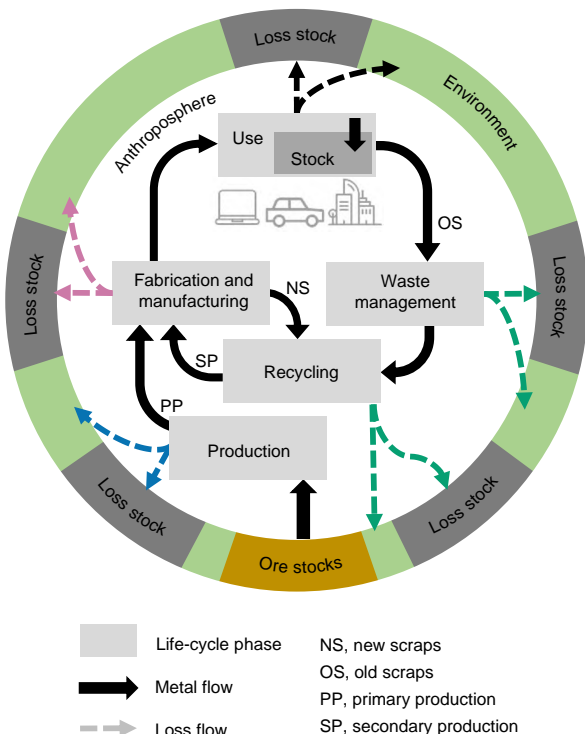 Loss stock
Environment
Anthroposphere
Use
Stock
OS
Loss stock
Fabrication and
manufacturing
NS
Waste
management
Loss stock
SP
Recycling
PP
Production
Loss stock
Loss stock
Ore stocks
Life-cycle phase
NS, new scraps
OS, old scraps
Metal flow
PP, primary production
Loss flow
SP, secondary production